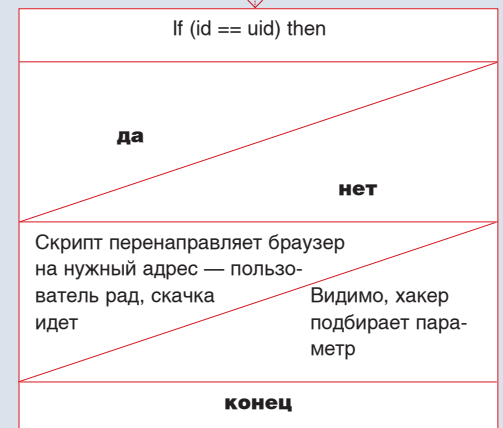 If (id == uid) then
да
нет
Скрипт перенаправляет браузер
на нужный адрес — пользо-
ватель рад, скачка
идет
Видимо, хакер
подбирает пара-
метр
конец